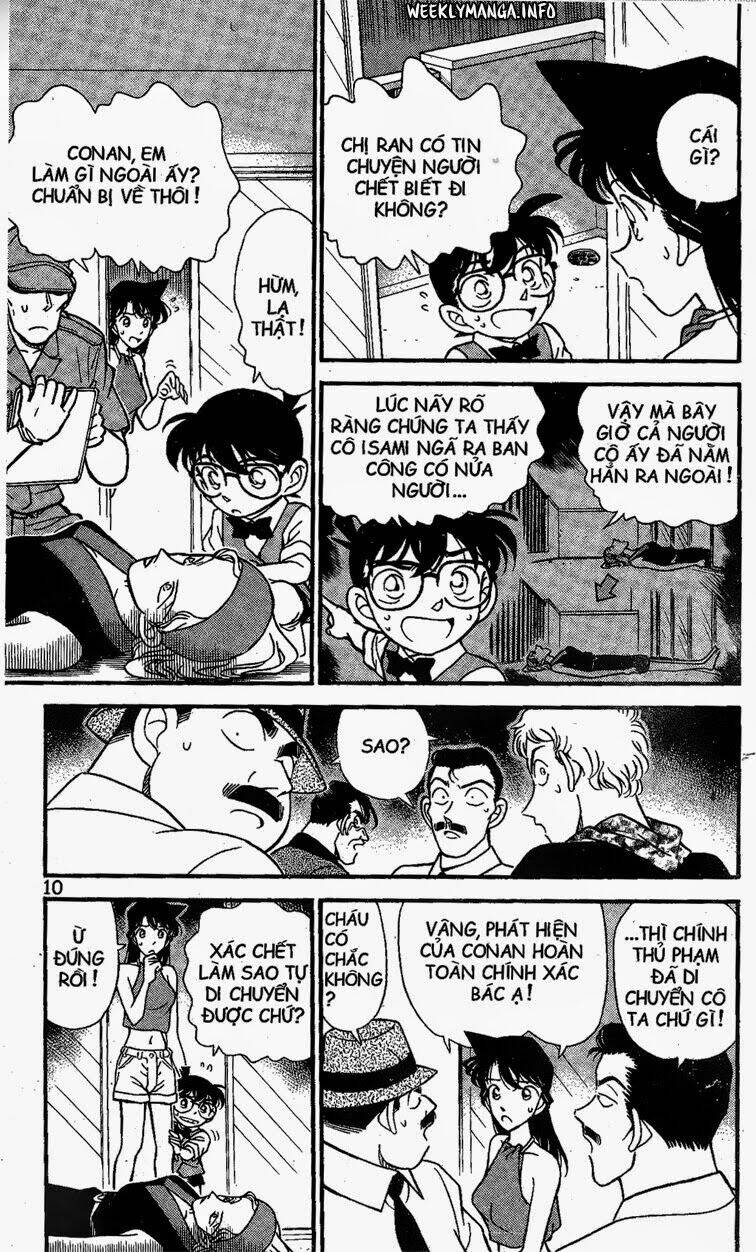 WEEKLYMANGA.INFO
CONAN, EM
LÀM GÌ NGOÀI ẤY?
CHUẨN BỊ VỀ THÔI!
HỪM,
LẠ
THẬT!
CHỊ RAN CÓ TIN
CHUYỆN NGƯỜI
CHẾT BIẾT ĐI
KHÔNG?
CÁI
GÌ?
LÚC NÃY RÕ
RÀNG CHÚNG TA THẤY
CÔ ISAMI NGÃ RA BAN
CÔNG CÓ NỬA
NGƯỜI...
VẬY MÀ BÂY
GIỜ CẢ NGƯỜI
CÔ ẤY ĐÃ NẰM
HẲN RA NGOÀI!
SAO?
10
Ừ
ĐÚNG
RỒI!
XÁC CHẾT
LÀM SAO TỰ
DI CHUYỂN
ĐƯỢC CHỨ?
CHÁU
CÓ
CHẮC
KHÔNG?
VÂNG, PHÁT HIỆN
CỦA CONAN HOÀN
TOÀN CHÍNH XÁC
BÁC Ạ!
...THÌ CHÍNH
THỦ PHẠM
ĐÃ DI
CHUYỂN CÔ
TA CHỨ GÌ!